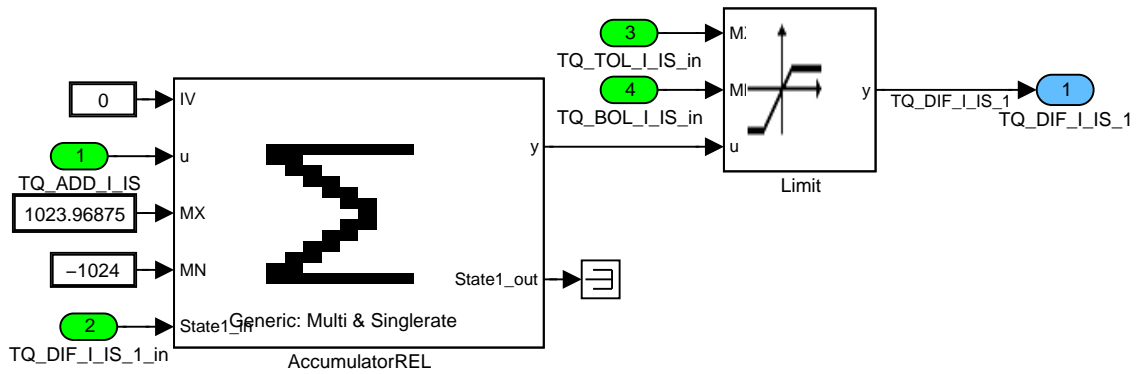 3
TQ_TOL_I_IS_in
4
TQ_BOL_I_IS_in
u
y
Limit
TQ_DIF_I_IS_1
1
TQ_DIF_I_IS_1
0
IV
1
TQ_ADD_I_IS
u
1023.96875
MX
−1024
MN
2
TQ_DIF_I_IS_1_in
State1_in
y
State1_out
Generic: Multi & Singlerate
AccumulatorREL